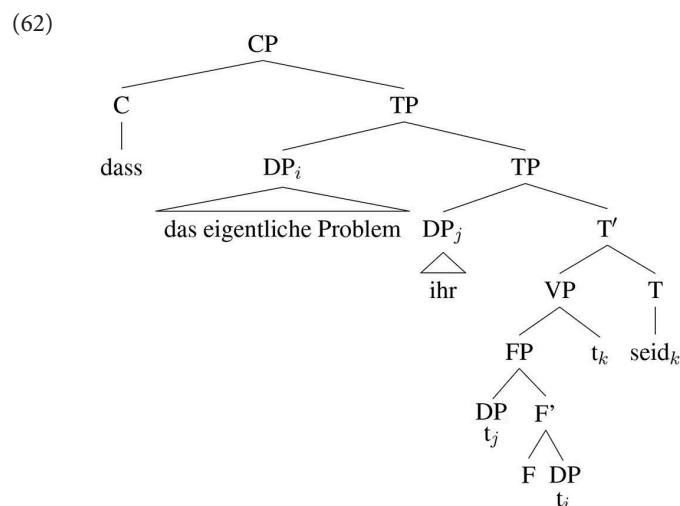 (62)
CP
C TP
dass DPi TP
das eigentliche Problem DPj T′
ihr VP T
FP tk seidk
DP F'
tj
F DP
ti